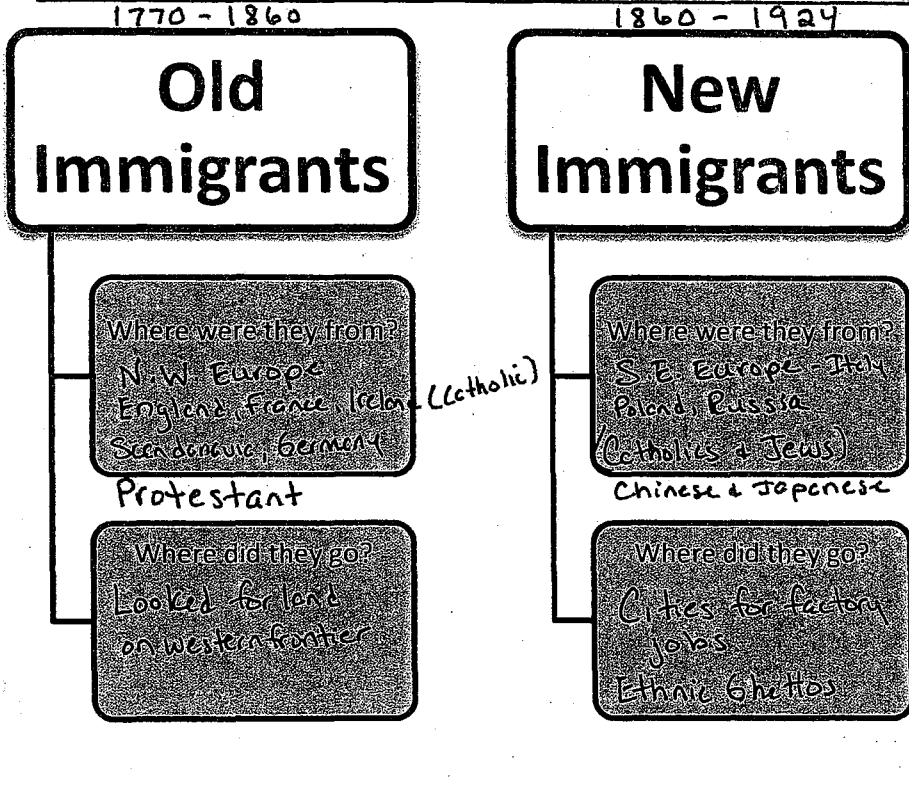 1770 - 1860
Old
Immigrants
Where were they from?
N.W. Europe
England, France, Ireland (Catholic)
Scandanavia, Germany
Protestant
Where did they go?
Looked for land
on western frontier
1860 - 1924
New
Immigrants
Where were they from?
S.E. Europe - Italy
Poland, Russsia
(Catholics & Jews)
Chinese & Japanese
Where did they go?
Cities for factory
jobs
Ethnic Ghettos